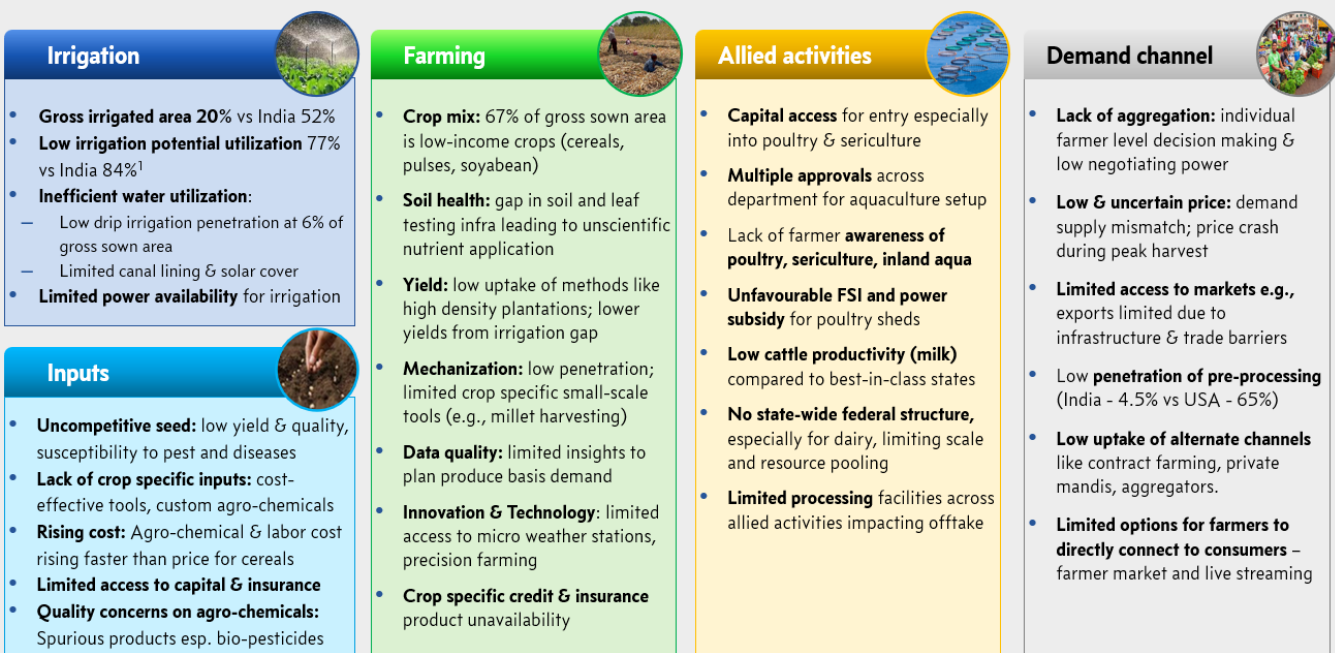 Irrigation
• Gross irrigated area 20% vs India 52%
• Low irrigation potential utilization 77%
vs India 84%¹
• Inefficient water utilization:
– Low drip irrigation penetration at 6% of
gross sown area
– Limited canal lining & solar cover
• Limited power availability for irrigation
Inputs
• Uncompetitive seed: low yield & quality,
susceptibility to pest and diseases
• Lack of crop specific inputs: cost-
effective tools, custom agro-chemicals
• Rising cost: Agro-chemical & labor cost
rising faster than price for cereals
• Limited access to capital & insurance
• Quality concerns on agro-chemicals:
Spurious products esp. bio-pesticides
Farming
• Crop mix: 67% of gross sown area
is low-income crops (cereals,
pulses, soyabean)
• Soil health: gap in soil and leaf
testing infra leading to unscientific
nutrient application
• Yield: low uptake of methods like
high density plantations; lower
yields from irrigation gap
• Mechanization: low penetration;
limited crop specific small-scale
tools (e.g., millet harvesting)
• Data quality: limited insights to
plan produce basis demand
• Innovation & Technology: limited
access to micro weather stations,
precision farming
• Crop specific credit & insurance
product unavailability
Allied activities
• Capital access for entry especially
into poultry & sericulture
• Multiple approvals across
department for aquaculture setup
• Lack of farmer awareness of
poultry, sericulture, inland aqua
• Unfavourable FSI and power
subsidy for poultry sheds
• Low cattle productivity (milk)
compared to best-in-class states
• No state-wide federal structure,
especially for dairy, limiting scale
and resource pooling
• Limited processing facilities across
allied activities impacting offtake
Demand channel
• Lack of aggregation: individual
farmer level decision making &
low negotiating power
• Low & uncertain price: demand
supply mismatch; price crash
during peak harvest
• Limited access to markets e.g.,
exports limited due to
infrastructure & trade barriers
• Low penetration of pre-processing
(India - 4.5% vs USA - 65%)
• Low uptake of alternate channels
like contract farming, private
mandis, aggregators.
• Limited options for farmers to
directly connect to consumers –
farmer market and live streaming